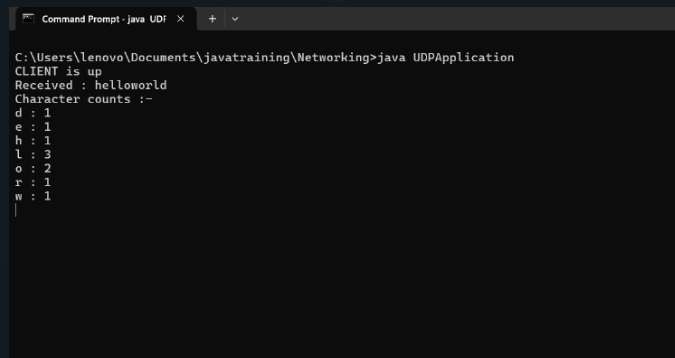 Command Prompt - java UDF
C:\Users\lenovo\Documents\javatraining\Networking>java UDPApplication
CLIENT is up
Received : helloworld
Character counts :-
d : 1
e : 1
h : 1
l : 3
o : 2
r : 1
w : 1